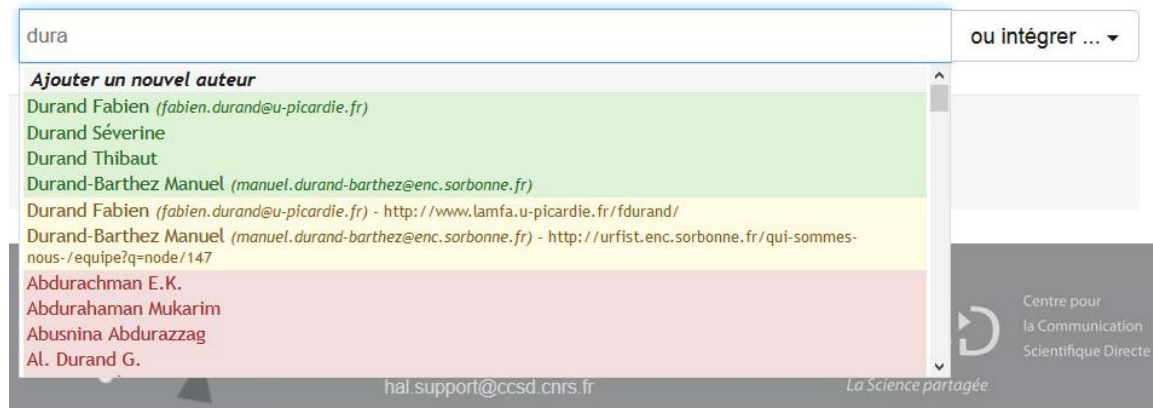 dura
ou intégrer ...
Ajouter un nouvel auteur
Durand Fabien (fabien.durand@u-picardie.fr)
Durand Séverine
Durand Thibaut
Durand-Barthez Manuel (manuel.durand-barthez@enc.sorbonne.fr)
Durand Fabien (fabien.durand@u-picardie.fr) - http://www.lamfa.u-picardie.fr/fdurand/
Durand-Barthez Manuel (manuel.durand-barthez@enc.sorbonne.fr) - http://urfist.enc.sorbonne.fr/qui-sommes-
nous-/equipe?q=node/147
Abdurachman E.K.
Abdurahaman Mukarim
Abusnina Abdurazzag
Al. Durand G.
Centre pour
la Communication
Scientifique Directe
hal.support@ccsd.cnrs.fr
La Science partagée